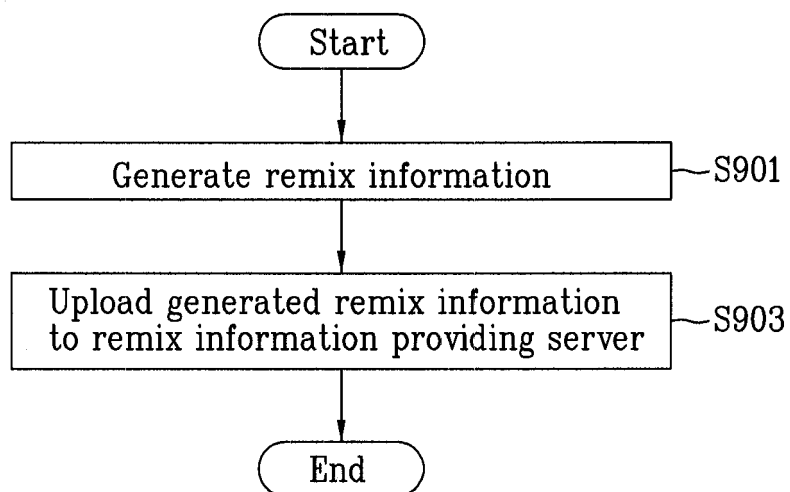 Start
Generate remix information
S901
Upload generated remix information
to remix information providing server
S903
End